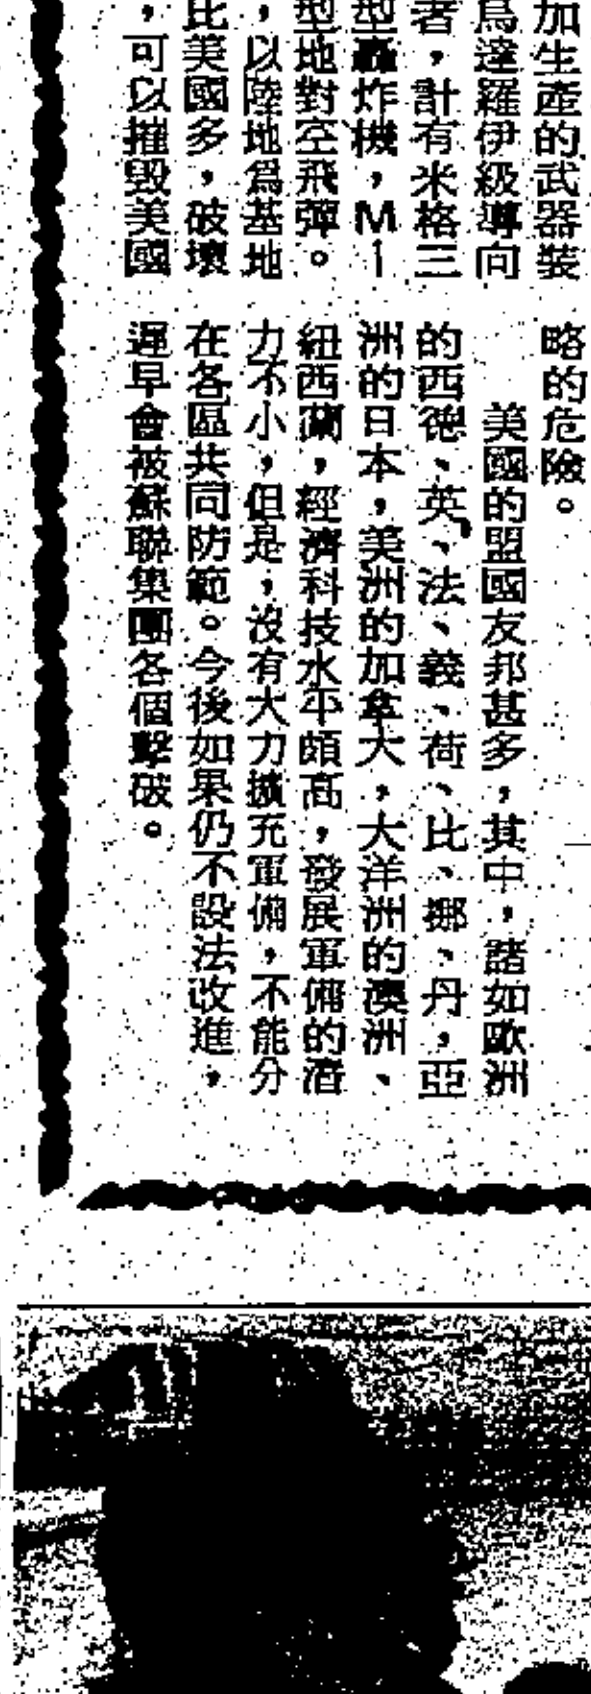 加生產的武器裝
爲達羅伊級導向
者，計有米格三
型轟炸機，M—
型地對空飛彈。
，以陸地爲基地
比美國多，破壞
，可以摧毀美國
略的危險。
美國的盟國友邦甚多，其中，諸如歐洲
的西德、英、法、義、荷、比、挪、丹，亞
洲的日本，美洲的加拿大，大洋洲的澳洲、
紐西蘭，經濟科技水平頗高，發展軍備的潛
力不小，但是，沒有大力擴充軍備，不能分
在各區共同防範。今後如果仍不設法改進，
遲早會被蘇聯集團各個擊破。